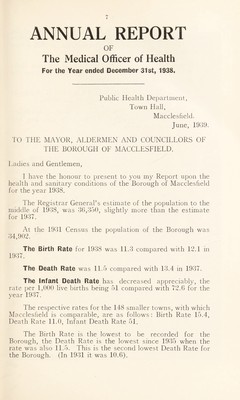 7
ANNUAL REPORT
OF
The Medical Officer of Health
For the Year ended December 31st, 1938.
Public Health Department,
Town Hall,
Macclesfield.
June, 1939.
TO THE MAYOR, ALDERMEN AND COUNCILLORS OF
THE BOROUGH OF MACCLESFIELD.
Ladies and Gentlemen,
I have the honour to present to you my Report upon the
health and sanitary conditions of the Borough of Macclesfield
for the year 1938.
The Registrar General's estimate of the population to the
middle of 1938, was 36,350, slightly more than the estimate
for 1937.
At the 1931 Census the population of the Borough was
34,902.
The Birth Rate for 1938 was 11.3 compared with 12.1 in
1937.
The Death Rate was 11.5 compared with 13.4 in 1937.
The Infant Death Rate has decreased appreciably, the
rate per 1,000 live births being 51 compared with 72.6 for the
year 1937.
The respective rates for the 148 smaller towns, with which
Macclesfield is comparable, are as follows: Birth Rate 15.4,
Death Rate 11.0, Infant Death Rate 51.
The Birth Rate is the lowest to be recorded for the
Borough, the Death Rate is the lowest since 1935 when the
rate was also 11.5. This is the second lowest Death Rate for
the Borough. (In 1931 it was 10.6).